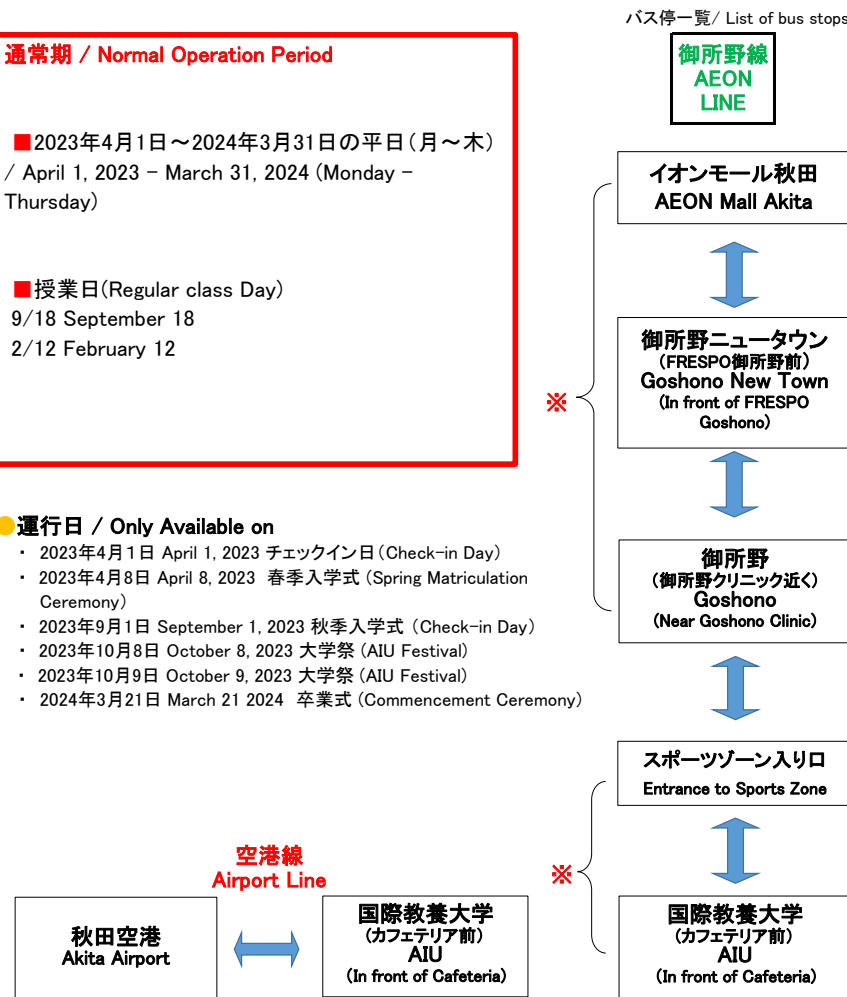 バス停一覧/ List of bus stops
御所野線
AEON
LINE
通常期 / Normal Operation Period
■2023年4月1日～2024年3月31日の平日(月～木)
/ April 1, 2023 – March 31, 2024 (Monday –
Thursday)
■授業日(Regular class Day)
9/18 September 18
2/12 February 12
イオンモール秋田
AEON Mall Akita
御所野ニュータウン
(FRESPO御所野前)
Goshono New Town
(In front of FRESPO
Goshono)
※
御所野
(御所野クリニック近く)
Goshono
(Near Goshono Clinic)
●運行日 / Only Available on
・ 2023年4月1日 April 1, 2023 チェックイン日(Check-in Day)
・ 2023年4月8日 April 8, 2023 春季入学式 (Spring Matriculation
Ceremony)
・ 2023年9月1日 September 1, 2023 秋季入学式 (Check-in Day)
・ 2023年10月8日 October 8, 2023 大学祭 (AIU Festival)
・ 2023年10月9日 October 9, 2023 大学祭 (AIU Festival)
・ 2024年3月21日 March 21 2024 卒業式 (Commencement Ceremony)
スポーツゾーン入り口
Entrance to Sports Zone
※
空港線
Airport Line
秋田空港
Akita Airport
国際教養大学
(カフェテリア前)
AIU
(In front of Cafeteria)
国際教養大学
(カフェテリア前)
AIU
(In front of Cafeteria)